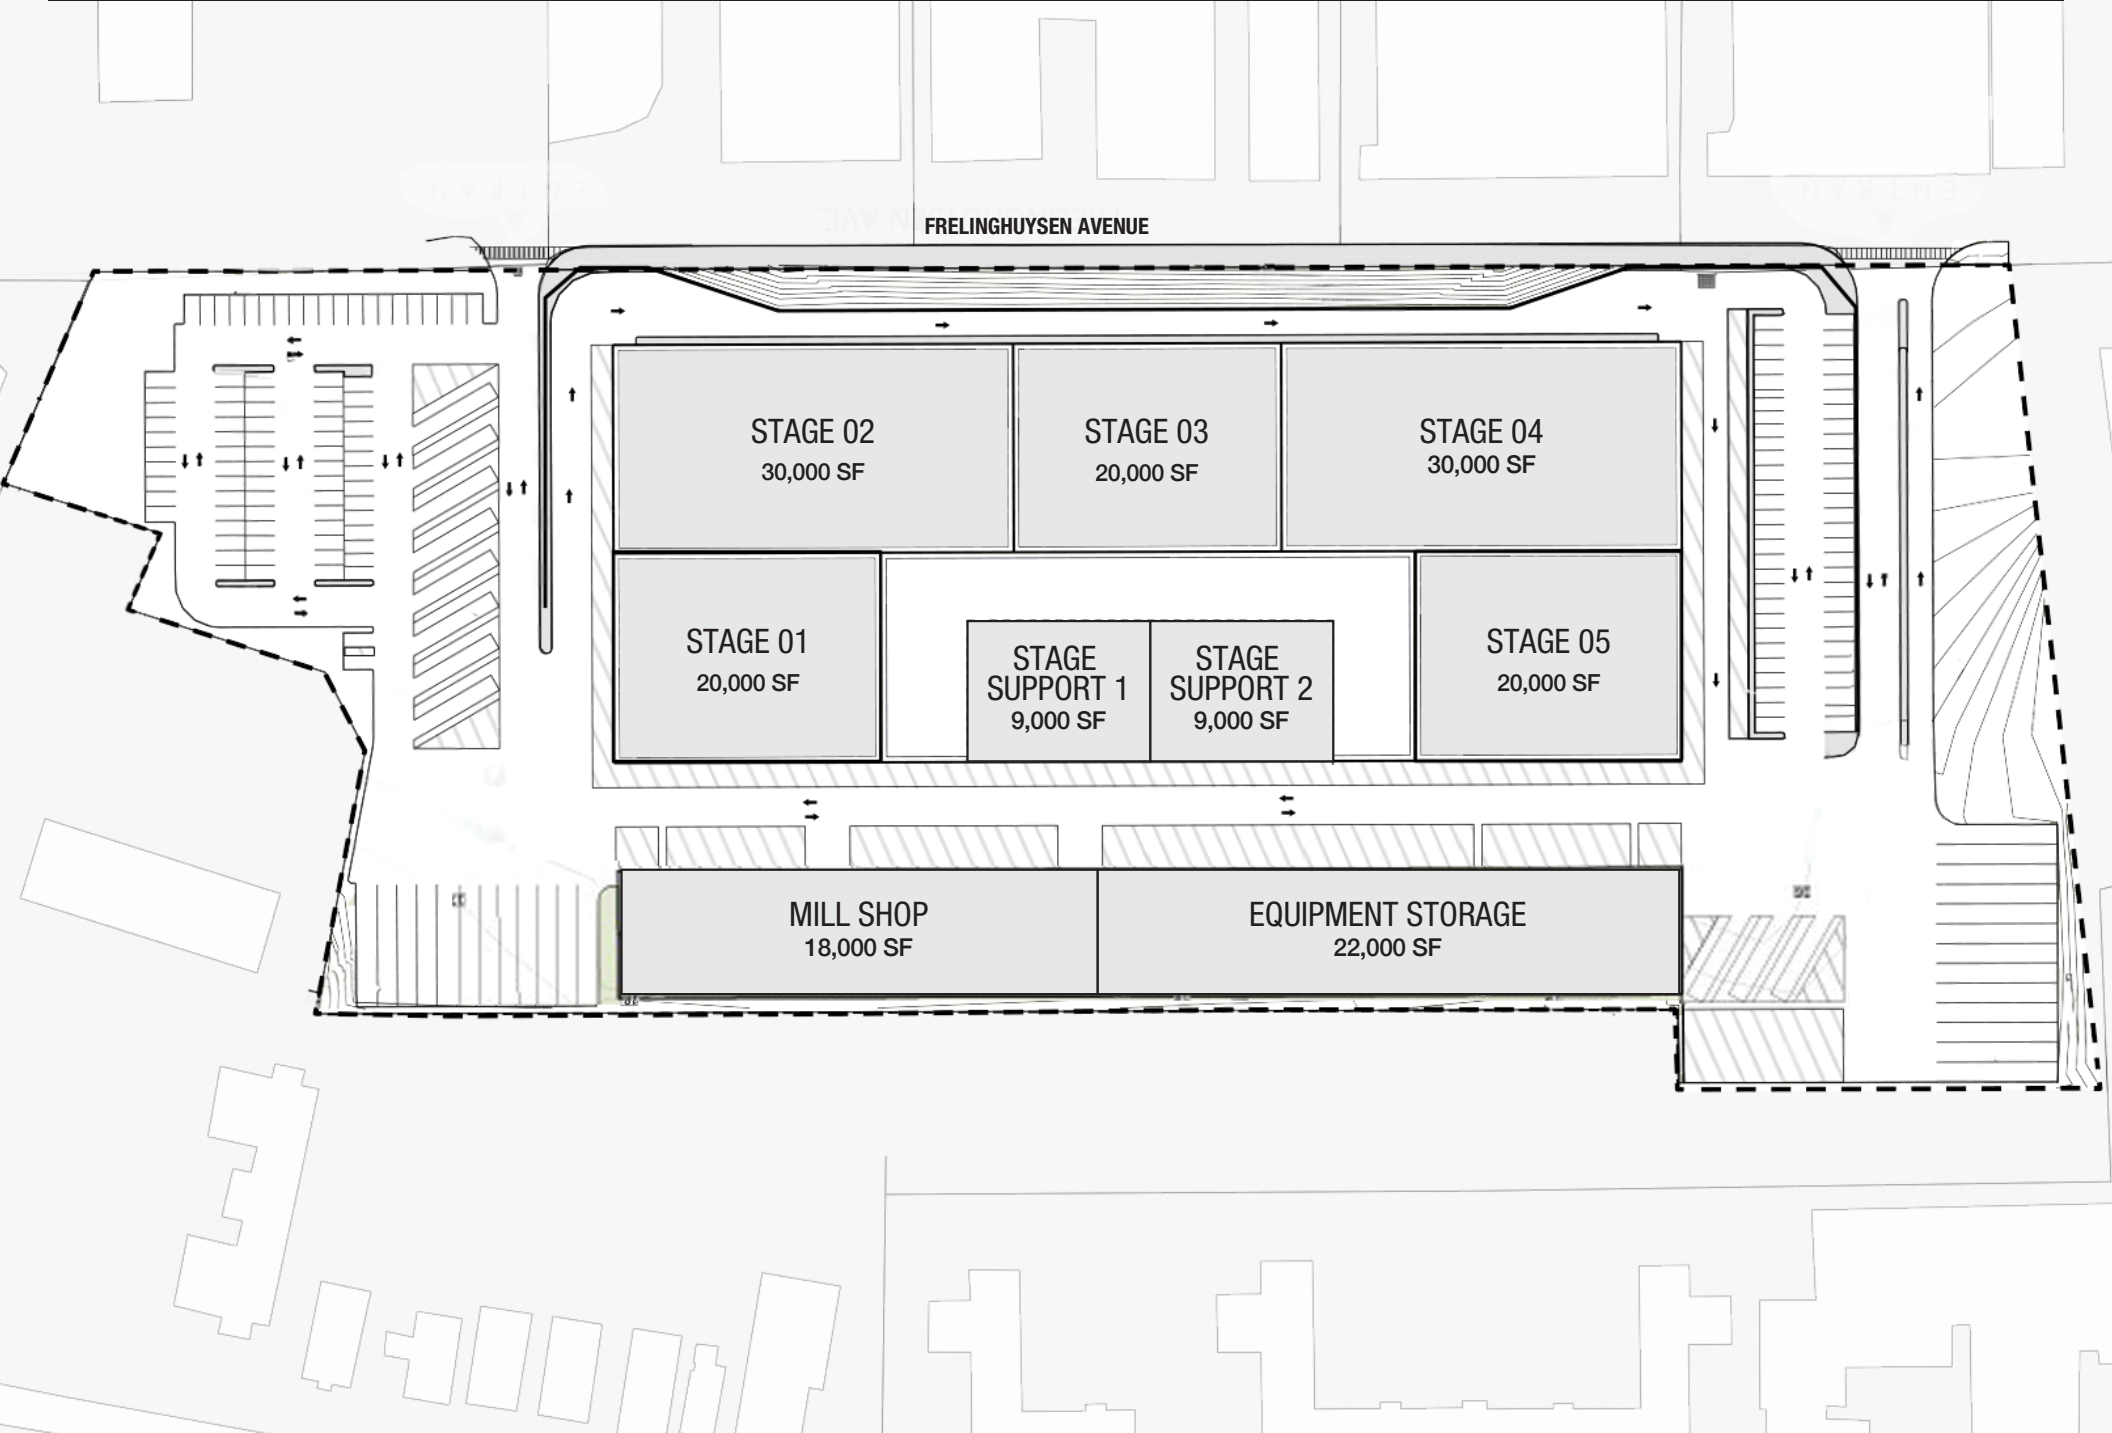 FRELINGHUYSEN AVENUE
STAGE 02
30,000 SF
STAGE 03
20,000 SF
STAGE 04
30,000 SF
STAGE 01
20,000 SF
STAGE
SUPPORT 1
9,000 SF
STAGE
SUPPORT 2
9,000 SF
STAGE 05
20,000 SF
MILL SHOP
18,000 SF
EQUIPMENT STORAGE
22,000 SF